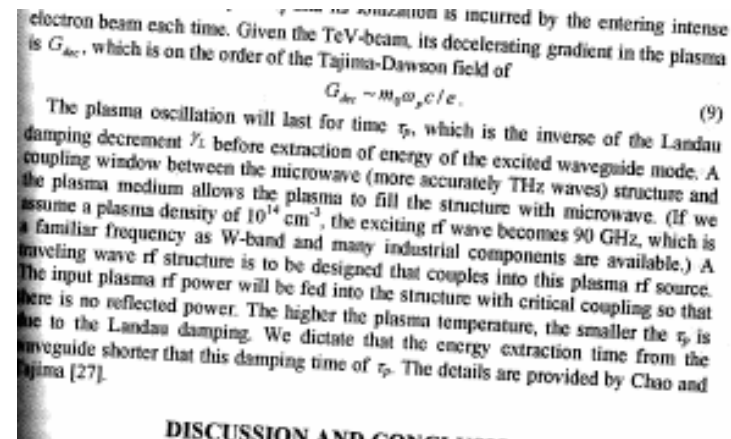 is incurred by the entering intense
electron beam each time. Given the TeV-beam, its decelerating gradient in the plasma
is G_dec, which is on the order of the Tajima-Dawson field of
G_dec ~ m_0 ω_p c / e. (9)
The plasma oscillation will last for time τ_p, which is the inverse of the Landau
damping decrement γ_L before extraction of energy of the excited waveguide mode. A
coupling window between the microwave (more accurately THz waves) structure and
the plasma medium allows the plasma to fill the structure with microwave. (If we
assume a plasma density of 10^14 cm^-3, the exciting rf wave becomes 90 GHz, which is
a familiar frequency as W-band and many industrial components are available.) A
traveling wave rf structure is to be designed that couples into this plasma rf source.
The input plasma rf power will be fed into the structure with critical coupling so that
there is no reflected power. The higher the plasma temperature, the smaller the τ_p is
due to the Landau damping. We dictate that the energy extraction time from the
waveguide shorter that this damping time of τ_p. The details are provided by Chao and
Tajima [27].
DISCUSSION AND